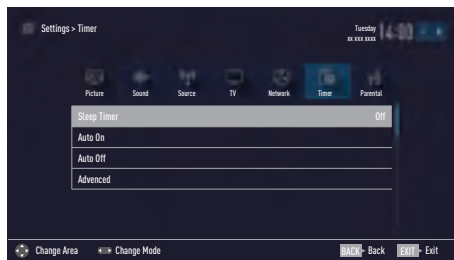 Settings > Timer
Tuesday
xx xxx xxxx
14:00
Picture Sound Source TV Network Timer Parental
Sleep Timer Off
Auto On
Auto Off
Advanced
Change Area Change Mode BACK Back EXIT Exit